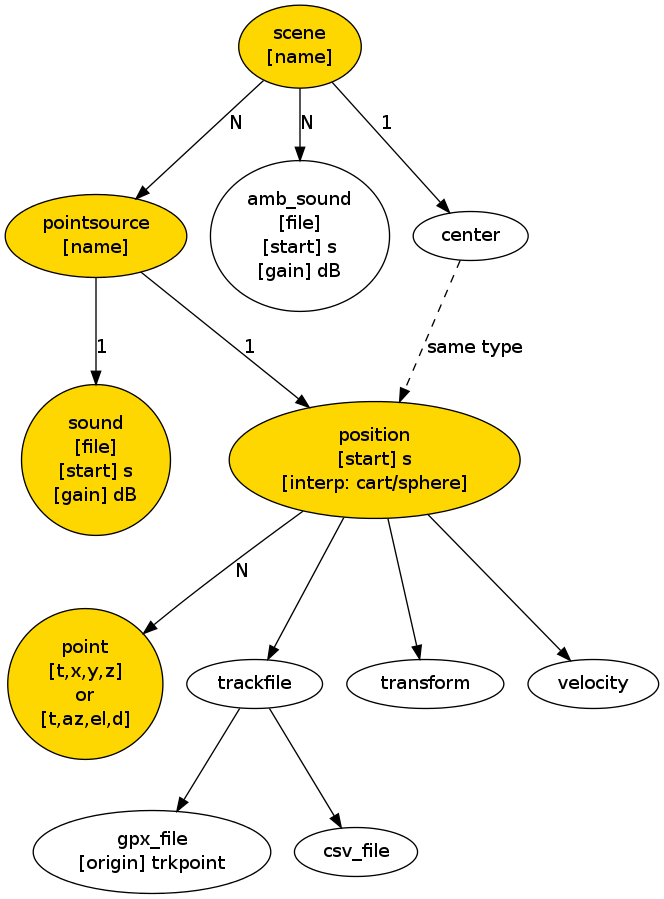 scene
[name]
N
N
1
pointsource
[name]
amb_sound
[file]
[start] s
[gain] dB
center
1
1
same type
sound
[file]
[start] s
[gain] dB
position
[start] s
[interp: cart/sphere]
N
point
[t,x,y,z]
or
[t,az,el,d]
trackfile
transform
velocity
gpx_file
[origin] trkpoint
csv_file